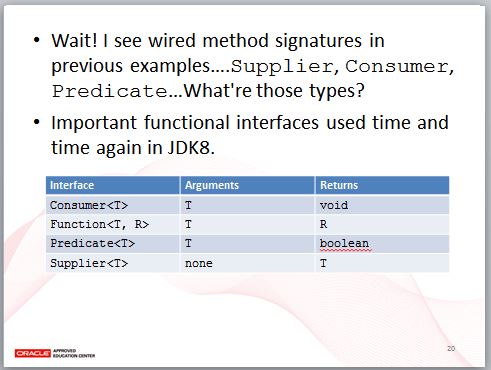 • Wait! I see wired method signatures in
previous examples....Supplier, Consumer,
Predicate…What're those types?
• Important functional interfaces used time and
time again in JDK8.
Interface Arguments Returns
Consumer<T> T void
Function<T, R> T R
Predicate<T> T boolean
Supplier<T> none T
ORACLE APPROVED
EDUCATION CENTER
20